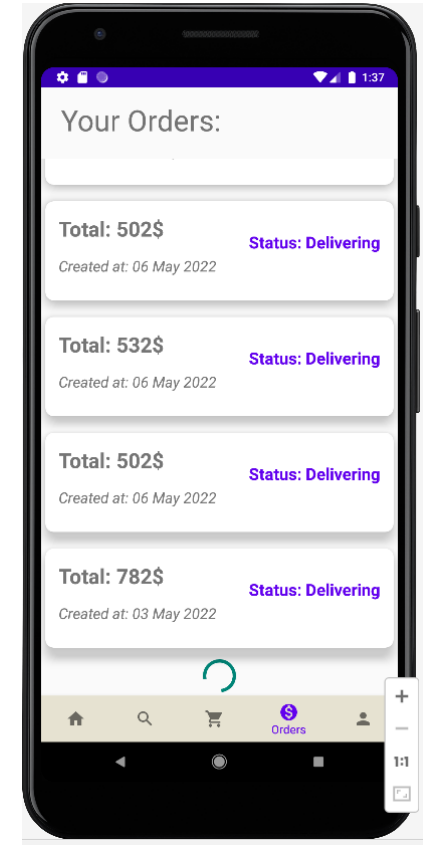 1:37
Your Orders:
Total: 502$
Status: Delivering
Created at: 06 May 2022
Total: 532$
Status: Delivering
Created at: 06 May 2022
Total: 502$
Status: Delivering
Created at: 06 May 2022
Total: 782$
Status: Delivering
Created at: 03 May 2022
Orders
1:1